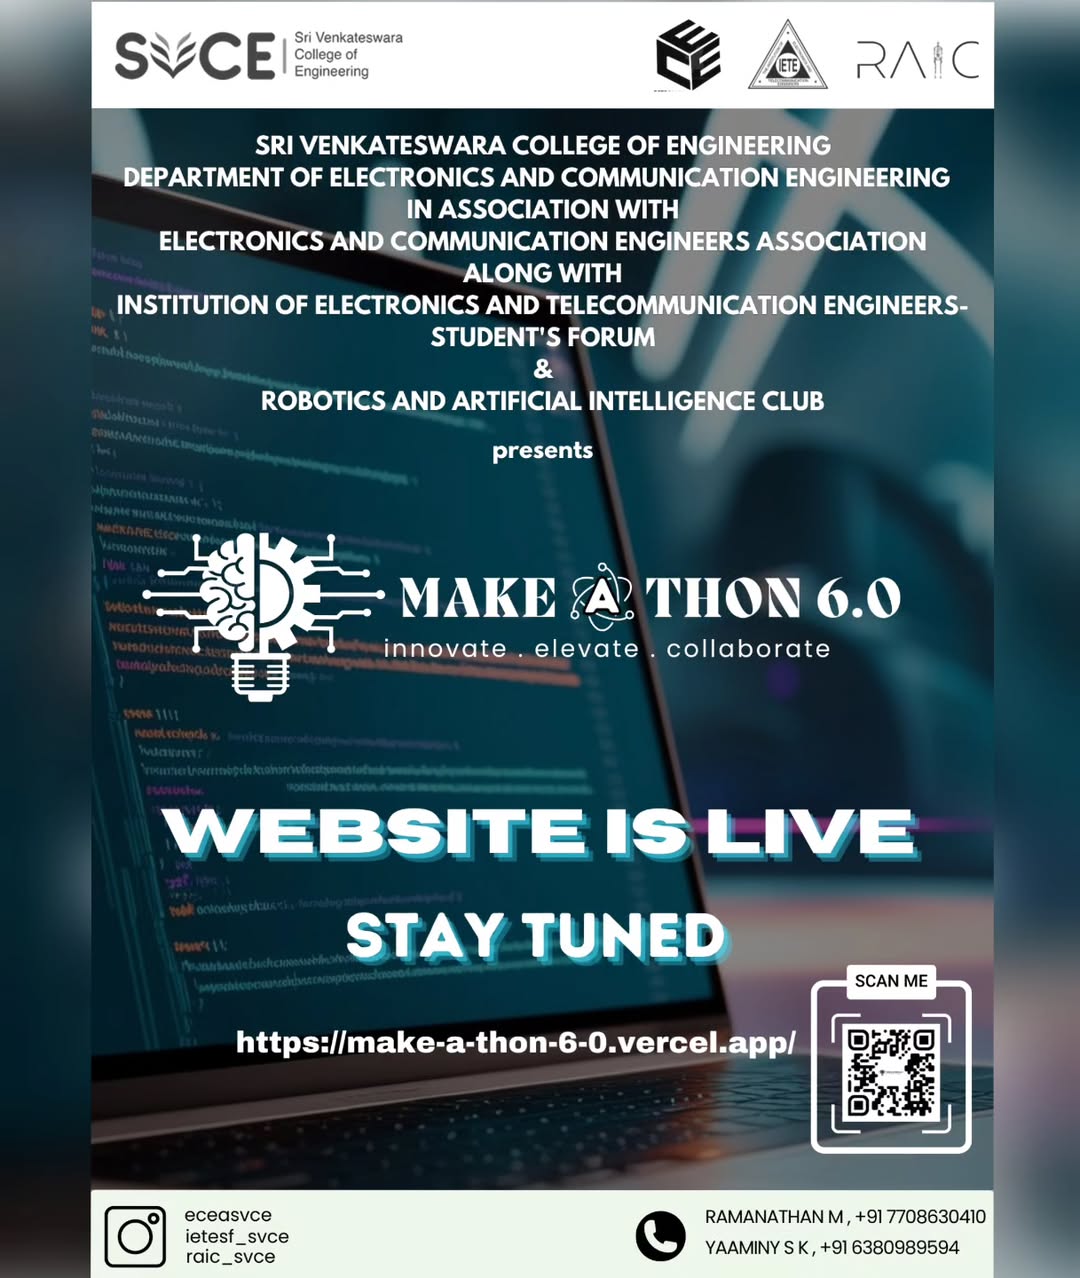 SVCE
Sri Venkateswara
College of
Engineering
ECE
IETE
RAIC
SRI VENKATESWARA COLLEGE OF ENGINEERING
DEPARTMENT OF ELECTRONICS AND COMMUNICATION ENGINEERING
IN ASSOCIATION WITH
ELECTRONICS AND COMMUNICATION ENGINEERS ASSOCIATION
ALONG WITH
INSTITUTION OF ELECTRONICS AND TELECOMMUNICATION ENGINEERS-
STUDENT'S FORUM
&
ROBOTICS AND ARTIFICIAL INTELLIGENCE CLUB
presents
MAKE A THON 6.0
innovate . elevate . collaborate
WEBSITE IS LIVE
STAY TUNED
SCAN ME
https://make-a-thon-6-0.vercel.app/
eceasvce
ietesf_svce
raic_svce
RAMANATHAN M , +91 7708630410
YAAMINY S K , +91 6380989594